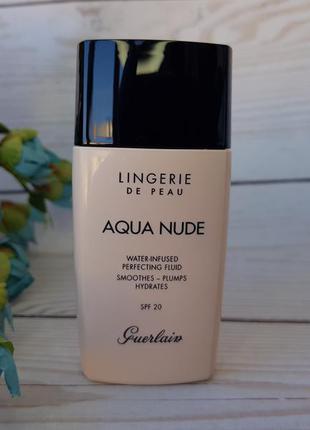 LINGERIE
DE PEAU
AQUA NUDE
WATER-INFUSED
PERFECTING FLUID
SMOOTHES – PLUMPS
HYDRATES
SPF 20
Guerlain